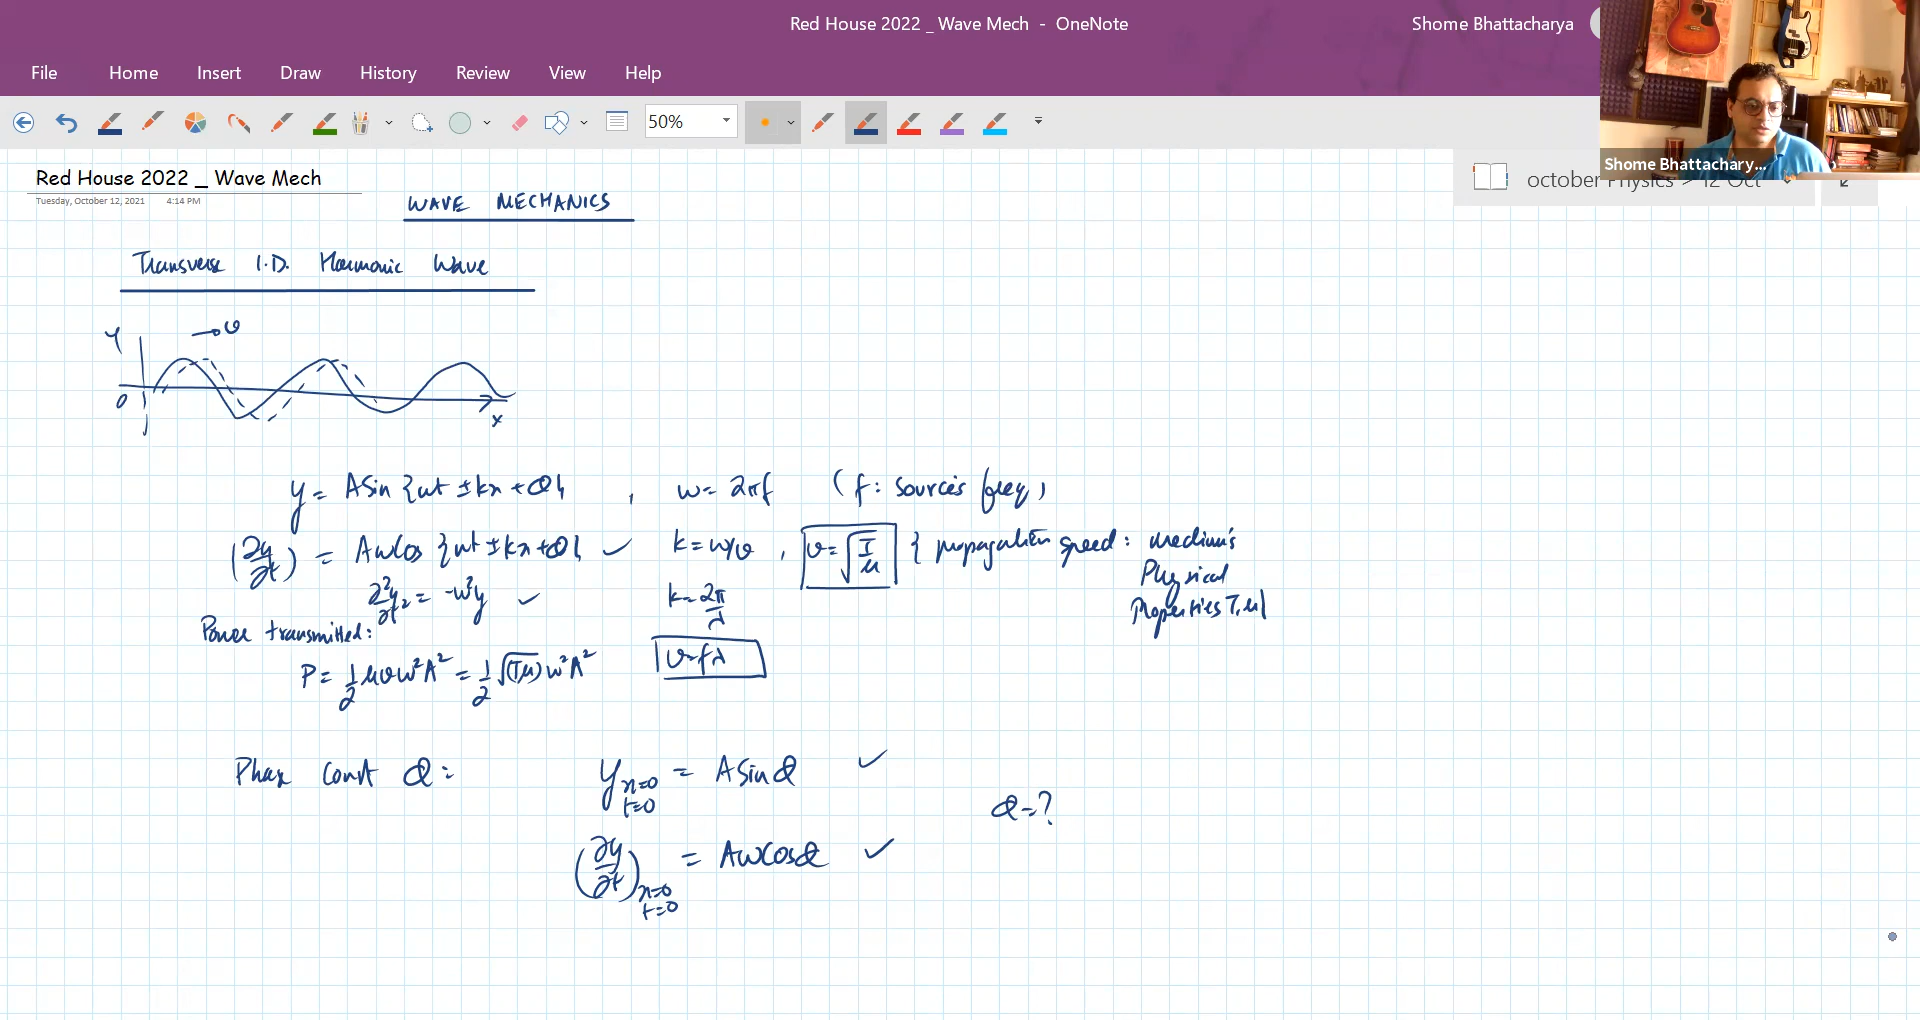 Red House 2022 _ Wave Mech - OneNote
Shome Bhattacharya
File Home Insert Draw History Review View Help
50%
Shome Bhattachary...
october Physics > 12 Oct
Red House 2022 _ Wave Mech
Tuesday, October 12, 2021 4:14 PM
WAVE MECHANICS
Transverse 1.D. Harmonic Wave
y
→ v
0
x
y = A Sin {ωt ± kx + Φ} , ω = 2πf (f: source's freq)
(∂y/∂t) = Aω Cos {ωt ± kx + Φ} ✓ k = ω/v , v = √(T/μ) { propagation speed : medium's
Physical
Properties T, μ}
∂²y/∂t² = -ω²y ✓ k = 2π/λ
Power transmitted:
P = 1/2 μvω²A² = 1/2 √(Tμ) ω²A² v = fλ
Phase Const Φ: y x=0 t=0 = A Sin Φ ✓
Φ = ?
(∂y/∂t) x=0 t=0 = Aω Cos Φ ✓